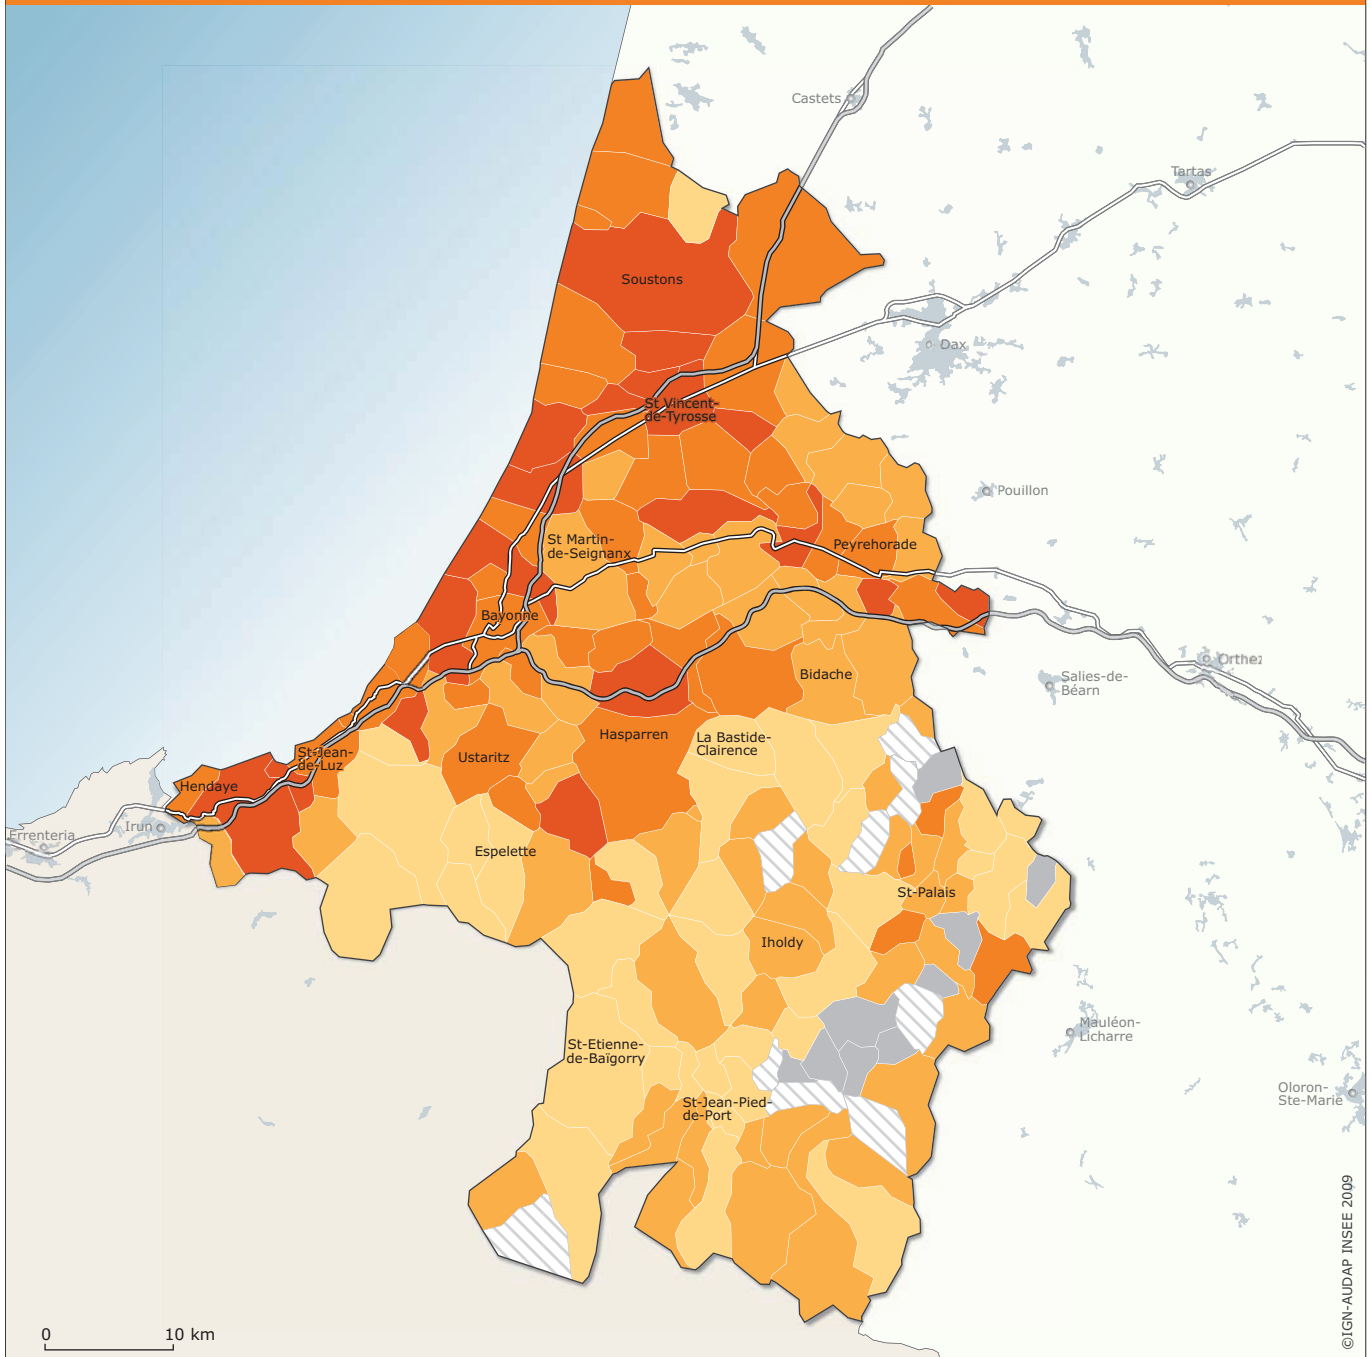 Castets
Tartas
Soustons
Dax
St Vincent-
de-Tyrosse
Pouillon
St Martin-
de-Seignanx
Peyrehorade
Bayonne
Orthez
Bidache
Salies-de-
Béarn
Hasparren
La Bastide-
Clairence
St-Jean-
de-Luz
Ustaritz
Hendaye
Irun
Errenteria
Espelette
St-Palais
Iholdy
Mauléon-
Licharre
St-Etienne-
de-Baïgorry
St-Jean-Pied-
de-Port
Oloron-
Ste-Marie
©IGN-AUDAP INSEE 2009
0 10 km